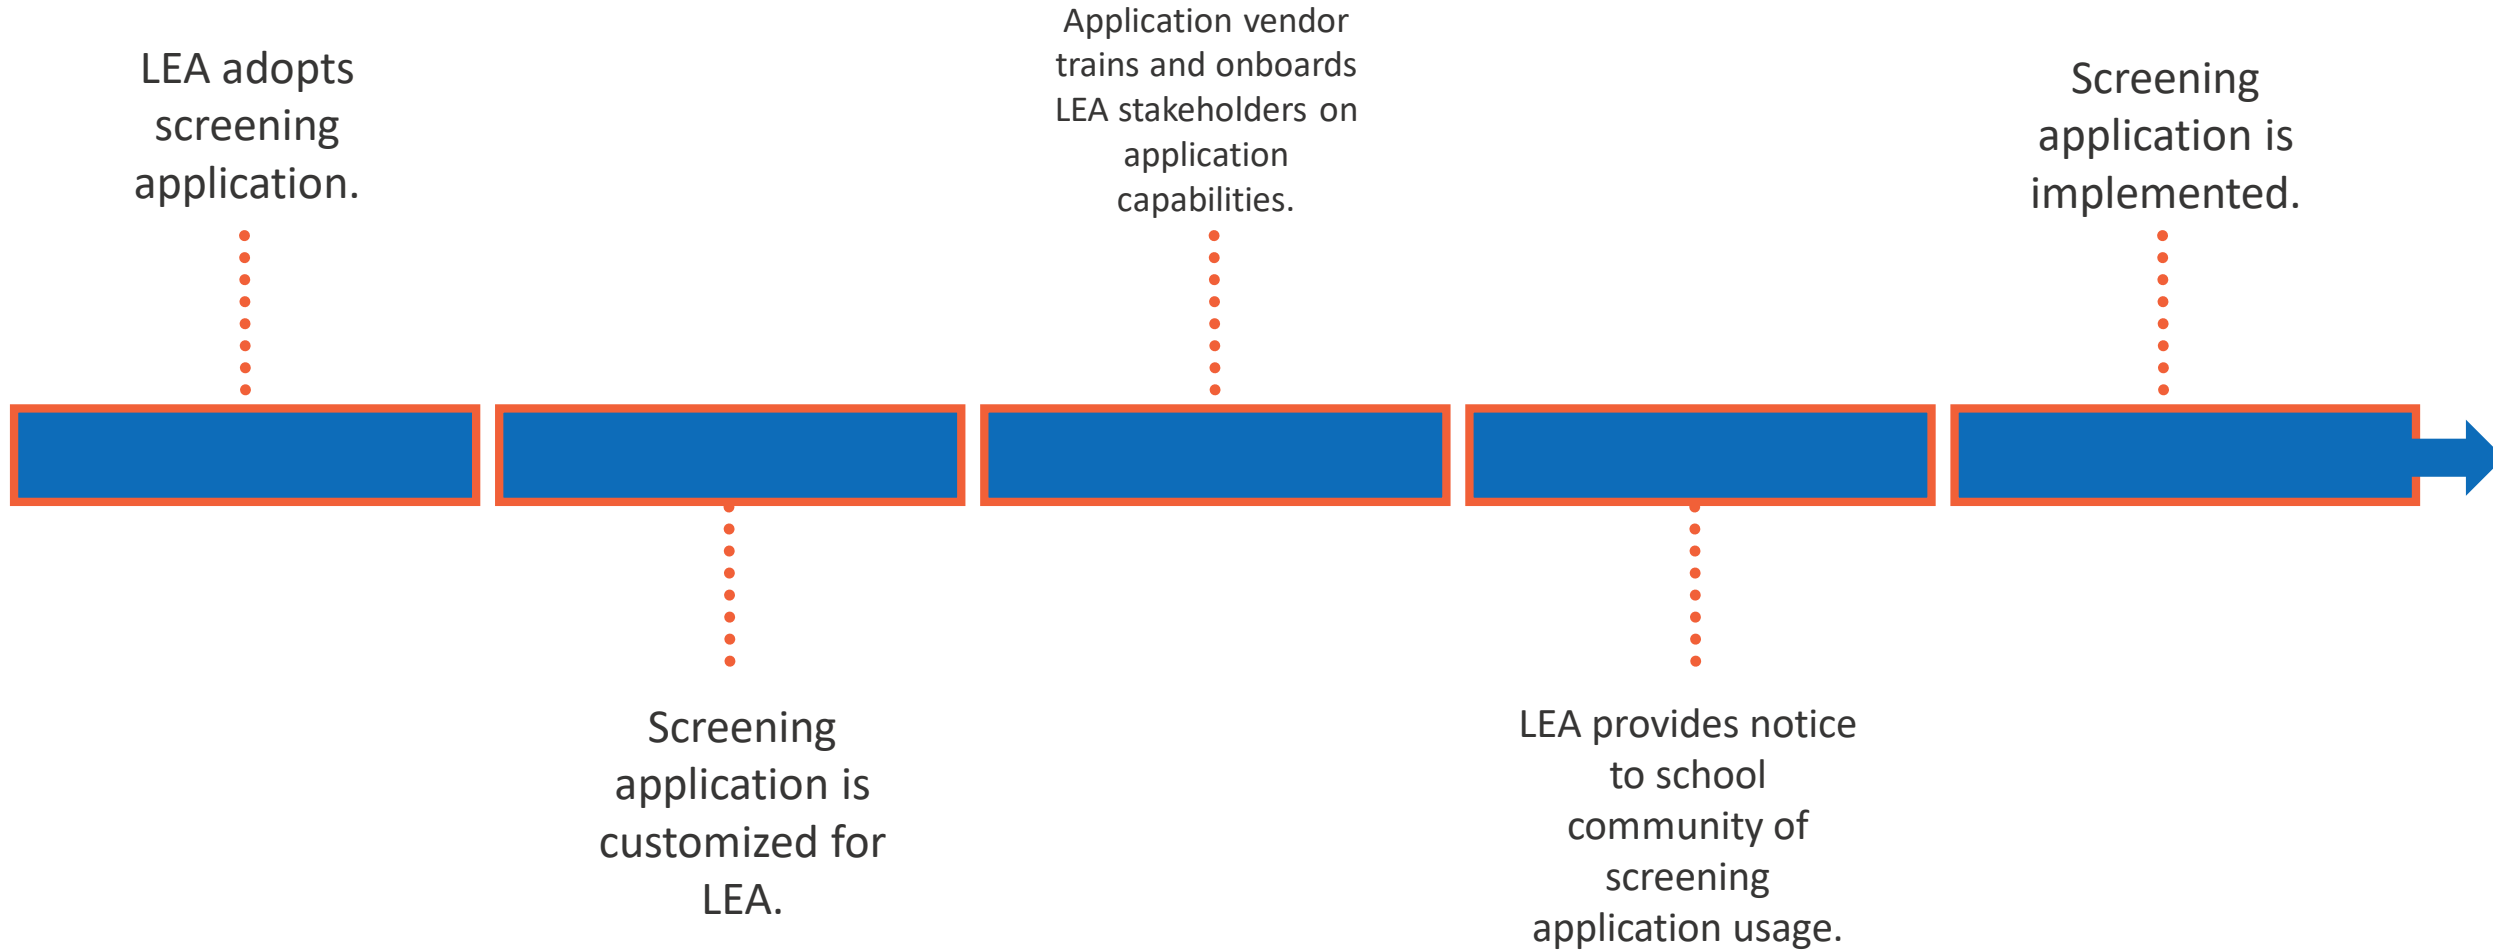 LEA adopts
screening
application.
Screening
application is
customized for
LEA.
Application vendor
trains and onboards
LEA stakeholders on
application
capabilities.
LEA provides notice
to school
community of
screening
application usage.
Screening
application is
implemented.